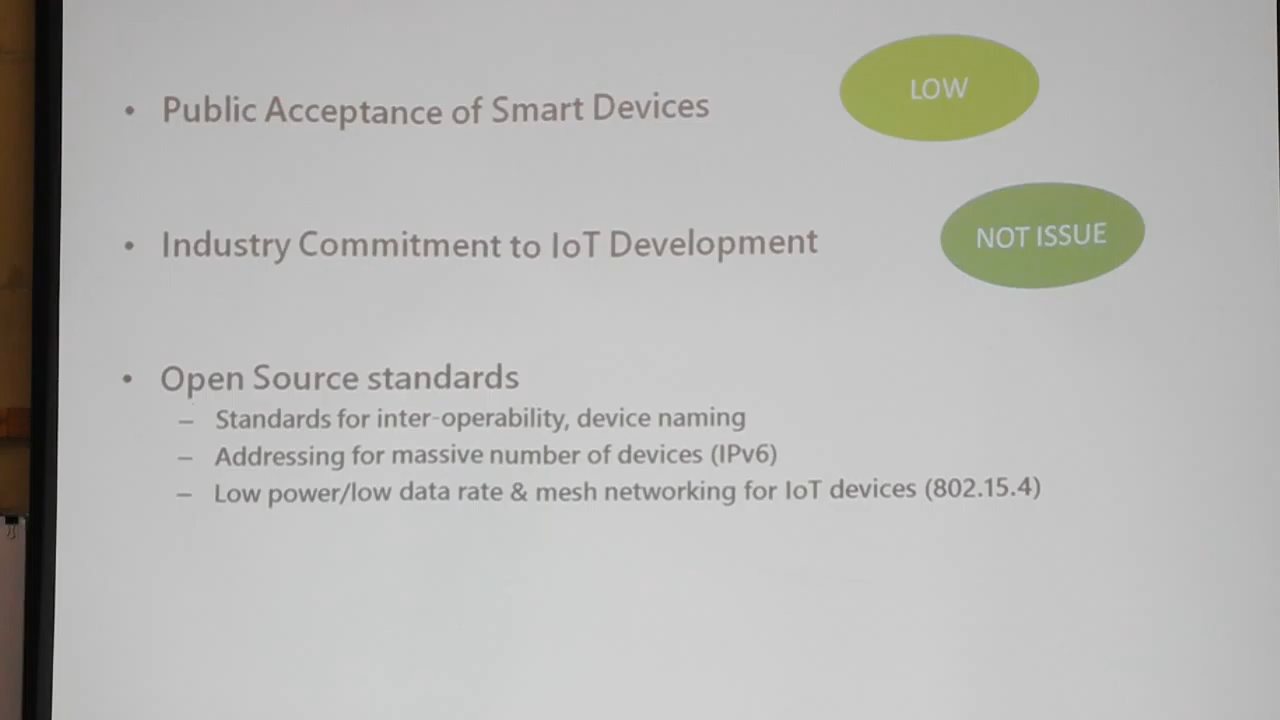 • Public Acceptance of Smart Devices
LOW
• Industry Commitment to IoT Development
NOT ISSUE
• Open Source standards
– Standards for inter-operability, device naming
– Addressing for massive number of devices (IPv6)
– Low power/low data rate & mesh networking for IoT devices (802.15.4)